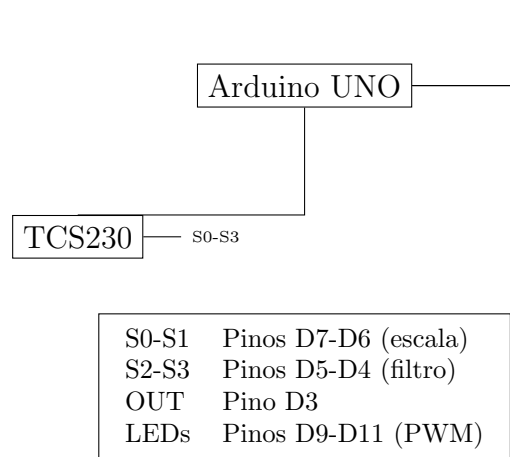 Arduino UNO
TCS230
S0-S3
S0-S1 Pinos D7-D6 (escala)
S2-S3 Pinos D5-D4 (filtro)
OUT Pino D3
LEDs Pinos D9-D11 (PWM)